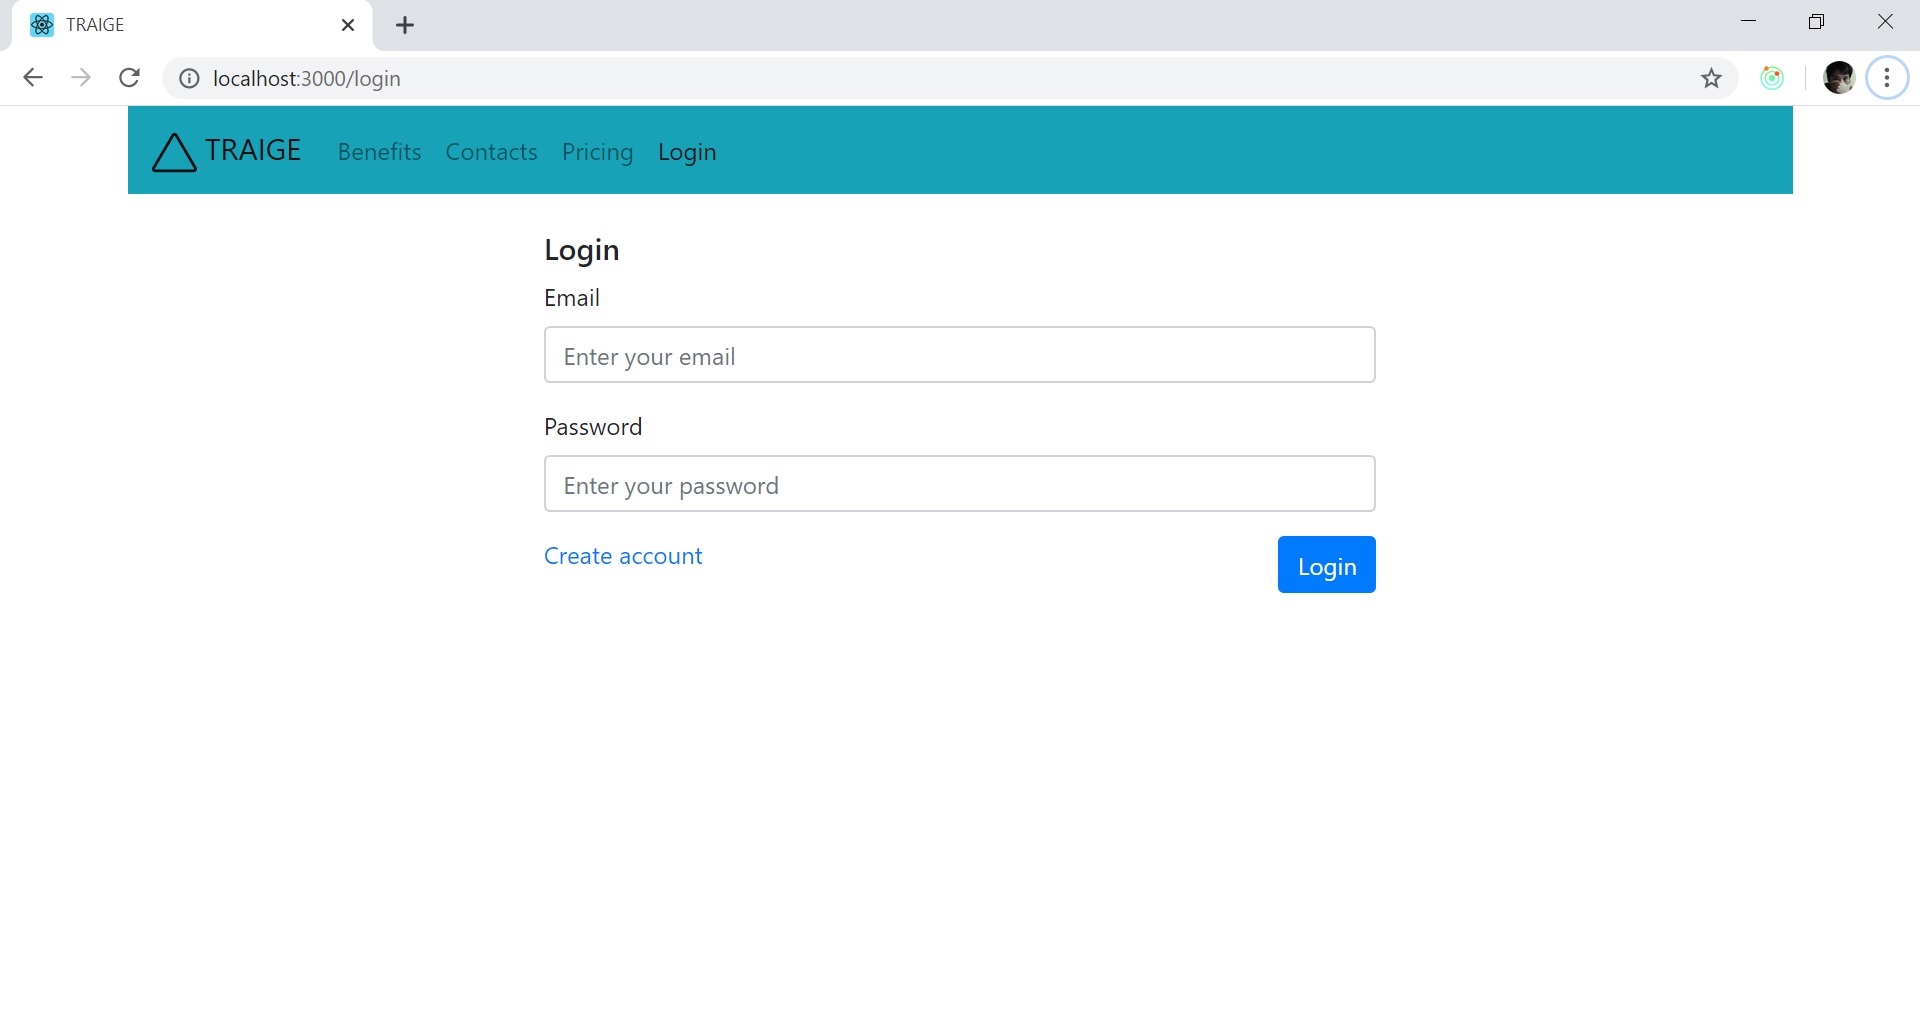 TRAIGE
localhost:3000/login
TRAIGE Benefits Contacts Pricing Login
Login
Email
Enter your email
Password
Enter your password
Create account Login